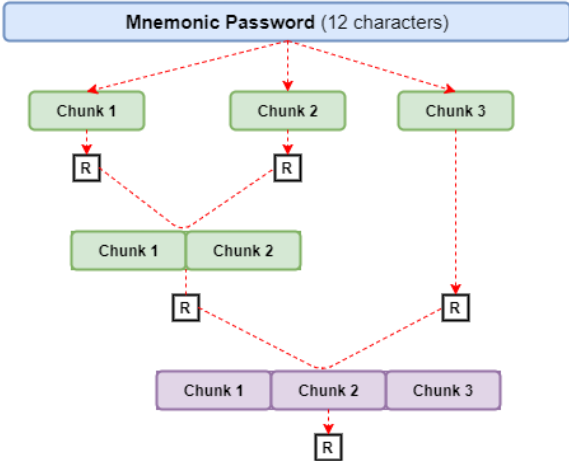 Mnemonic Password (12 characters)
Chunk 1 Chunk 2 Chunk 3
R R
Chunk 1 Chunk 2
R R
Chunk 1 Chunk 2 Chunk 3
R